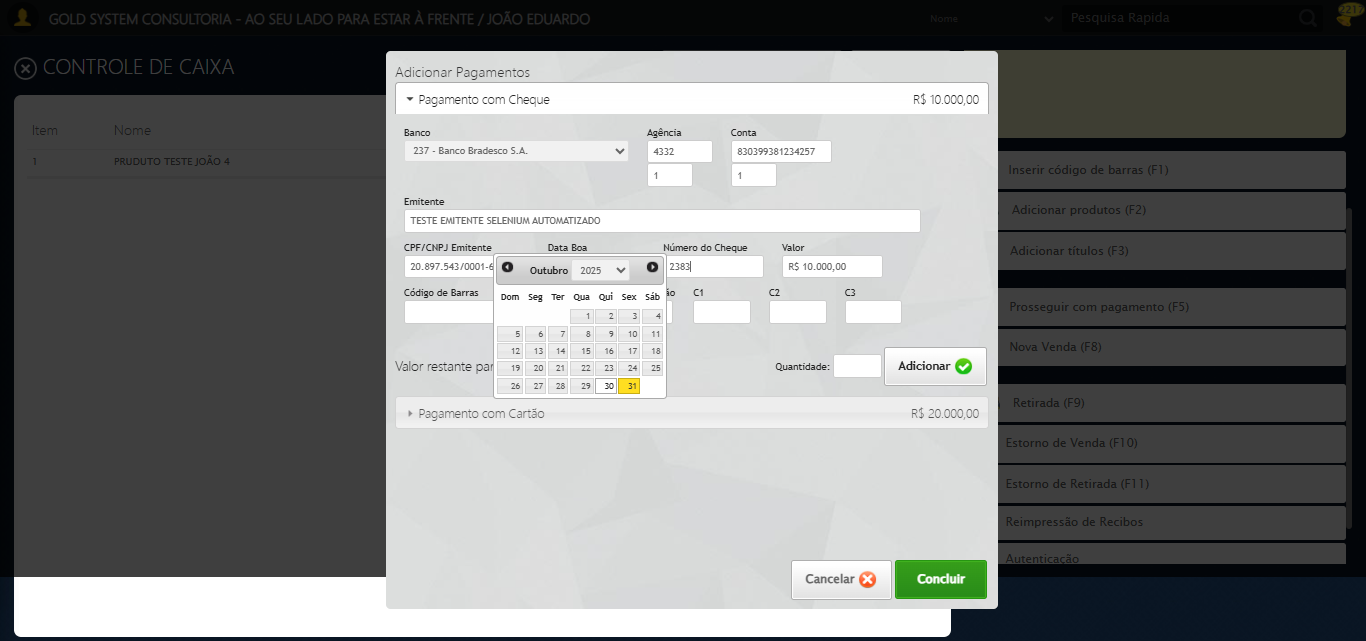 GOLD SYSTEM CONSULTORIA - AO SEU LADO PARA ESTAR À FRENTE / JOÃO EDUARDO
Nome
Pesquisa Rapida
CONTROLE DE CAIXA
Item Nome
1 PRUDUTO TESTE JOÃO 4
Adicionar Pagamentos
Pagamento com Cheque R$ 10.000,00
Banco Agência Conta
237 - Banco Bradesco S.A. 4332 830399381234257
1 1
Emitente
TESTE EMITENTE SELENIUM AUTOMATIZADO
CPF/CNPJ Emitente Data Boa Número do Cheque Valor
20.897.543/0001-6 2383 R$ 10.000,00
Código de Barras ão C1 C2 C3
Outubro 2025
Dom Seg Ter Qua Qui Sex Sáb
1 2 3 4
5 6 7 8 9 10 11
12 13 14 15 16 17 18
19 20 21 22 23 24 25
26 27 28 29 30 31
Valor restante par Quantidade: Adicionar
Pagamento com Cartão R$ 20.000,00
Cancelar Concluir
Inserir código de barras (F1)
Adicionar produtos (F2)
Adicionar títulos (F3)
Prosseguir com pagamento (F5)
Nova Venda (F8)
Retirada (F9)
Estorno de Venda (F10)
Estorno de Retirada (F11)
Reimpressão de Recibos
Autenticação